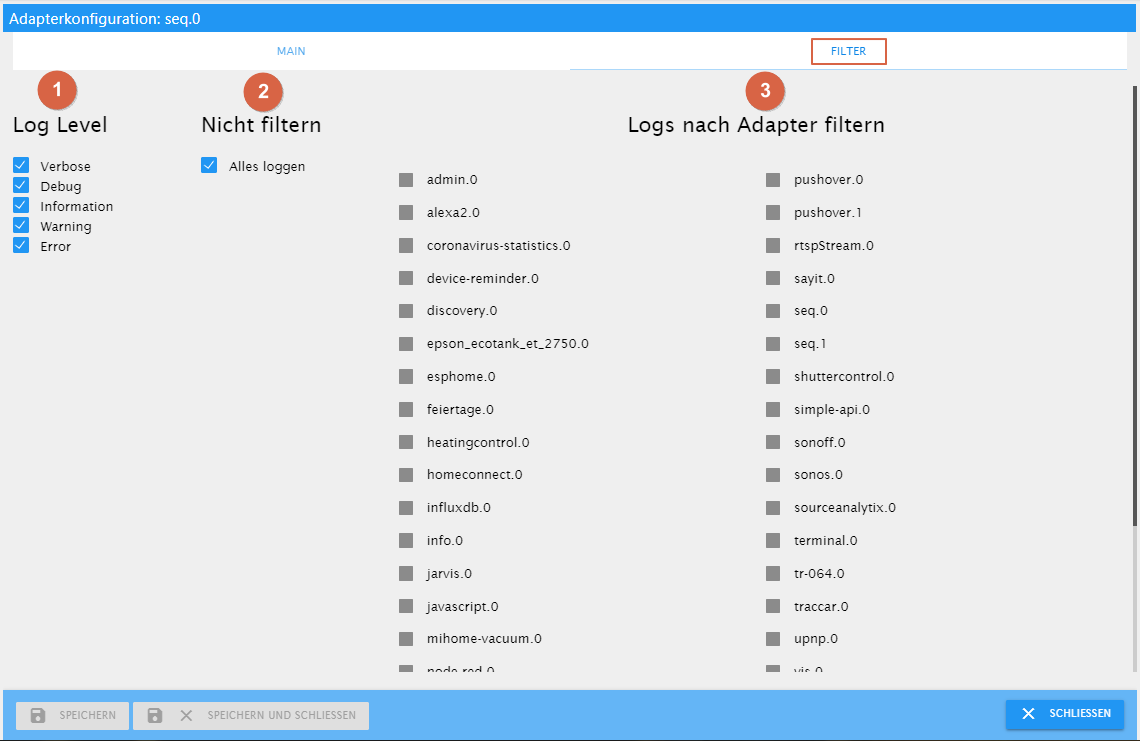 Adapterkonfiguration: seq.0
MAIN
FILTER
1
2
3
Log Level
Nicht filtern
Logs nach Adapter filtern
Verbose
Debug
Information
Warning
Error
Alles loggen
admin.0
alexa2.0
coronavirus-statistics.0
device-reminder.0
discovery.0
epson_ecotank_et_2750.0
esphome.0
feiertage.0
heatingcontrol.0
homeconnect.0
influxdb.0
info.0
jarvis.0
javascript.0
mihome-vacuum.0
node-red.0
pushover.0
pushover.1
rtspStream.0
sayit.0
seq.0
seq.1
shuttercontrol.0
simple-api.0
sonoff.0
sonos.0
sourceanalytix.0
terminal.0
tr-064.0
traccar.0
upnp.0
vis.0
SPEICHERN
SPEICHERN UND SCHLIESSEN
SCHLIESSEN